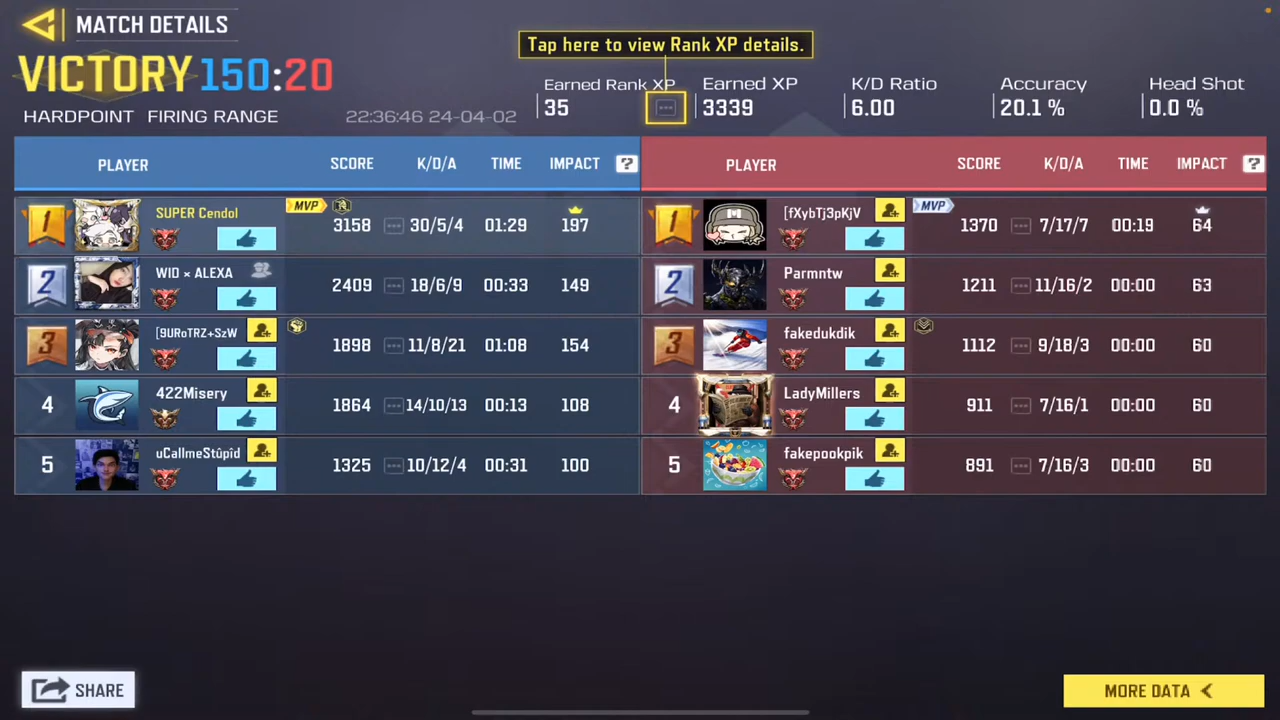 MATCH DETAILS
VICTORY 150:20
HARDPOINT FIRING RANGE
22:36:46 24-04-02
Tap here to view Rank XP details.
Earned Rank XP 35
Earned XP 3339
K/D Ratio 6.00
Accuracy 20.1 %
Head Shot 0.0 %
PLAYER SCORE K/D/A TIME IMPACT ?
1 SUPER Cendol MVP 3158 30/5/4 01:29 197
2 WIO × ALEXA 2409 18/6/9 00:33 149
3 [9URoTRZ+SzW 1898 11/8/21 01:08 154
4 422Misery 1864 14/10/13 00:13 108
5 uCallmeStûpîd 1325 10/12/4 00:31 100
PLAYER SCORE K/D/A TIME IMPACT ?
1 [fXybTj3pKjV MVP 1370 7/17/7 00:19 64
2 Parmntw 1211 11/16/2 00:00 63
3 fakedukdik 1112 9/18/3 00:00 60
4 LadyMillers 911 7/16/1 00:00 60
5 fakepookpik 891 7/16/3 00:00 60
SHARE
MORE DATA